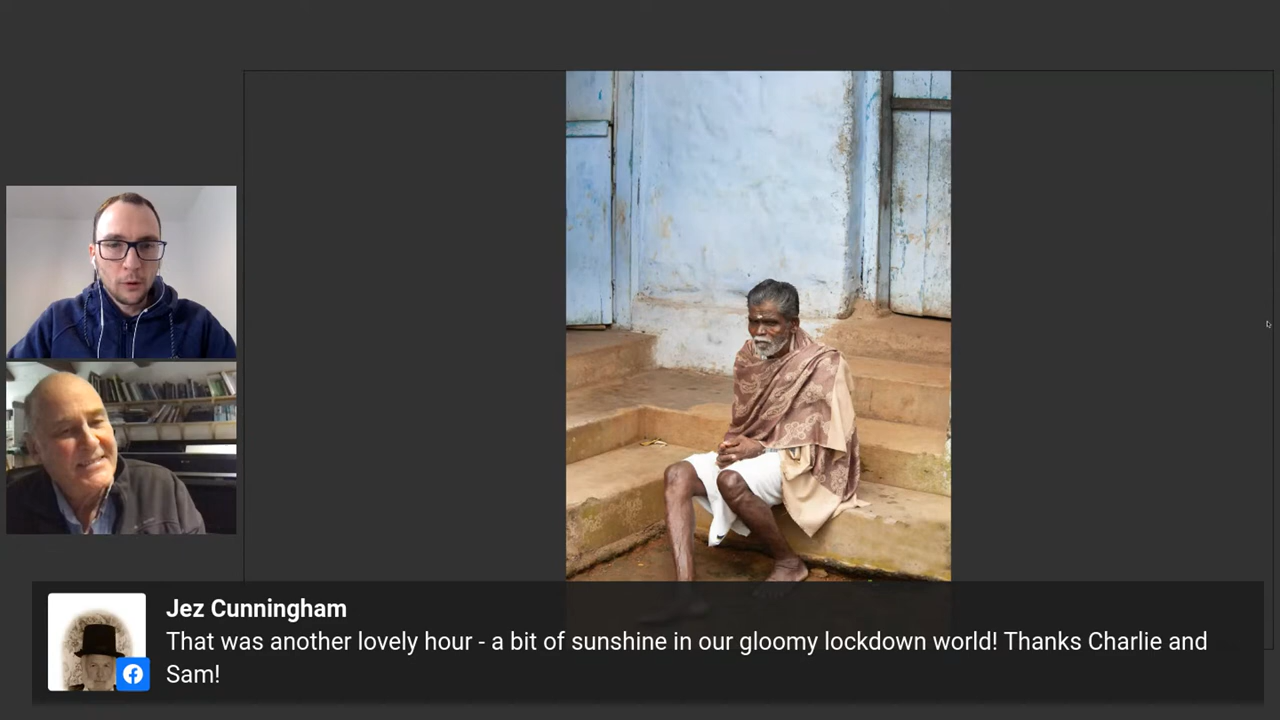 Jez Cunningham
That was another lovely hour - a bit of sunshine in our gloomy lockdown world! Thanks Charlie and
Sam!